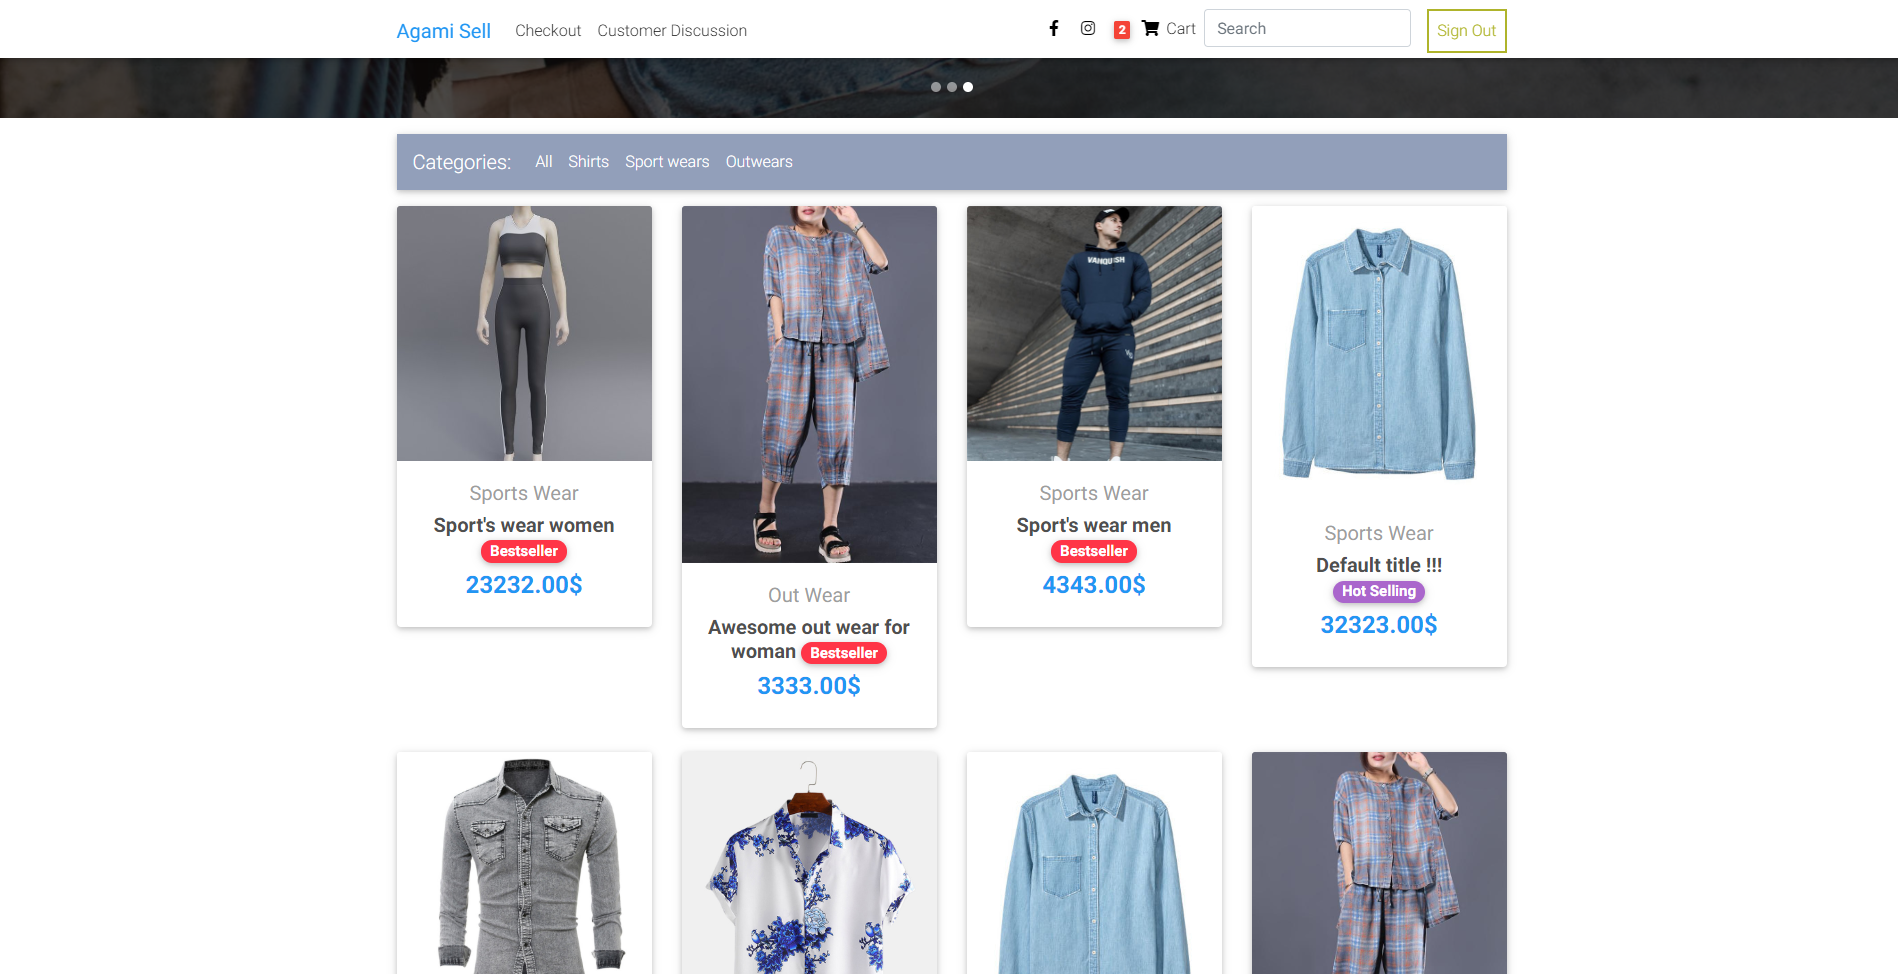 Agami Sell
Checkout
Customer Discussion
2
Cart
Search
Sign Out
Categories:
All
Shirts
Sport wears
Outwears
VANQUISH
Sports Wear
Sport's wear women
Bestseller
23232.00$
Out Wear
Awesome out wear for
woman Bestseller
3333.00$
Sports Wear
Sport's wear men
Bestseller
4343.00$
Sports Wear
Default title !!!
Hot Selling
32323.00$